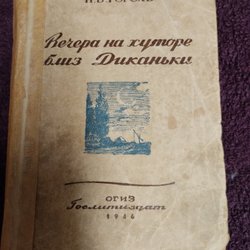 Н.В. ГОГОЛЬ
Вечера на хуторе
близ Диканьки
ОГИЗ
Гослитиздат
1946